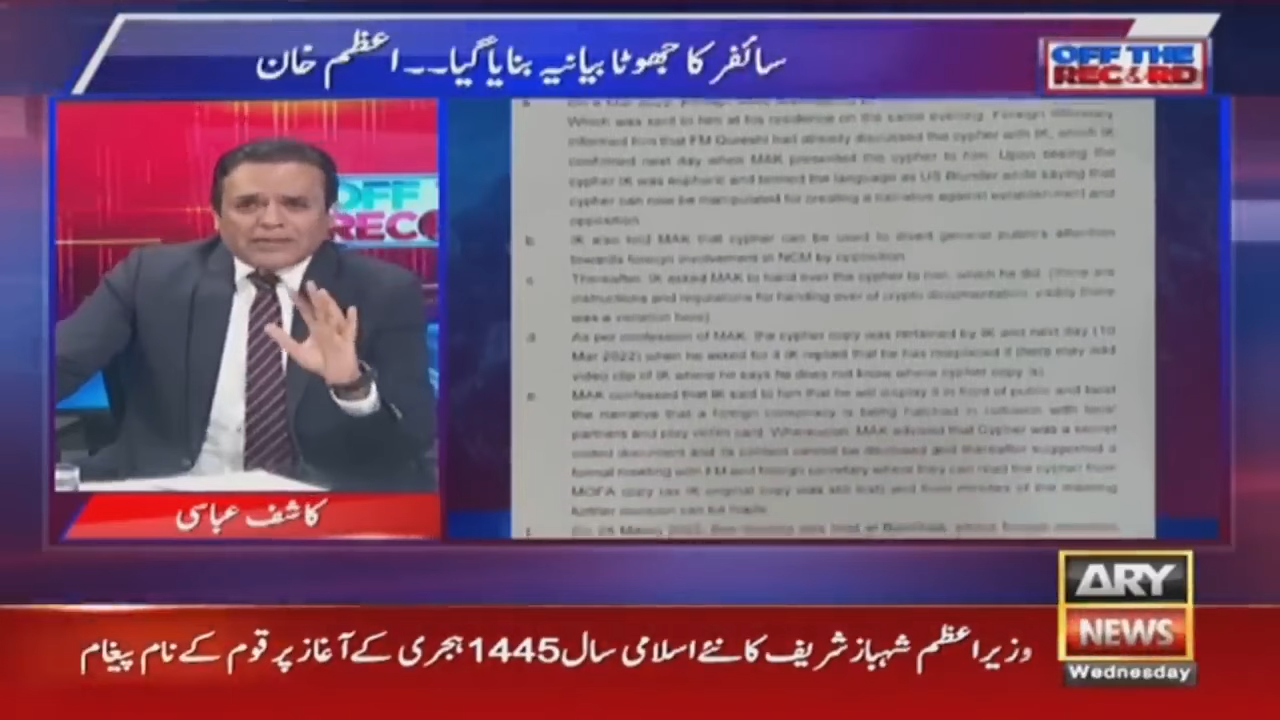 سائفر کا جھوٹا بیانیہ بنایا گیا۔۔اعظم خان
OFF THE
RECORD
OFF TH
REC
Which was sent to him at his residence on the same evening. Foreign
informed him that FM Qureshi had already discussed the cypher with IK, which IK
confirmed next day when MAK presented the cypher to him. Upon seeing the
cypher IK was euphoric and termed the language as US Blunder while saying that
cypher can now be manipulated for creating a narrative against establishment and
opposition
b IK also told MAK that cypher can be used to divert general public's attention
towards foreign involvement in NCM by opposition
c Thereafter, IK asked MAK to hand over the cypher to him, which he did. (there are
instructions and regulations for handing over of crypto documentation, visibly there
was a violation here)
d As per confession of MAK, the cypher copy was retained by IK and next day (10
Mar 2022) when he asked for it IK replied that he has misplaced it (here may add
video clip of IK where he says he does not know where cypher copy is)
e MAK confessed that IK said to him that he will display it in front of public and
the narrative that a foreign conspiracy is being hatched in collusion with local
partners and play victim card. Whereupon, MAK advised that Cypher was a secret
coded document and its content cannot be disclosed and thereafter suggested a
formal meeting with FM and foreign secretary where they can read the cypher from
MOFA copy (as IK original copy was still lost) and from minutes of the meeting
further decision can be made
کاشف عباسی
ARY
NEWS
Wednesday
وزیراعظم شہباز شریف کا نئے اسلامی سال 1445 ہجری کے آغاز پر قوم کے نام پیغام